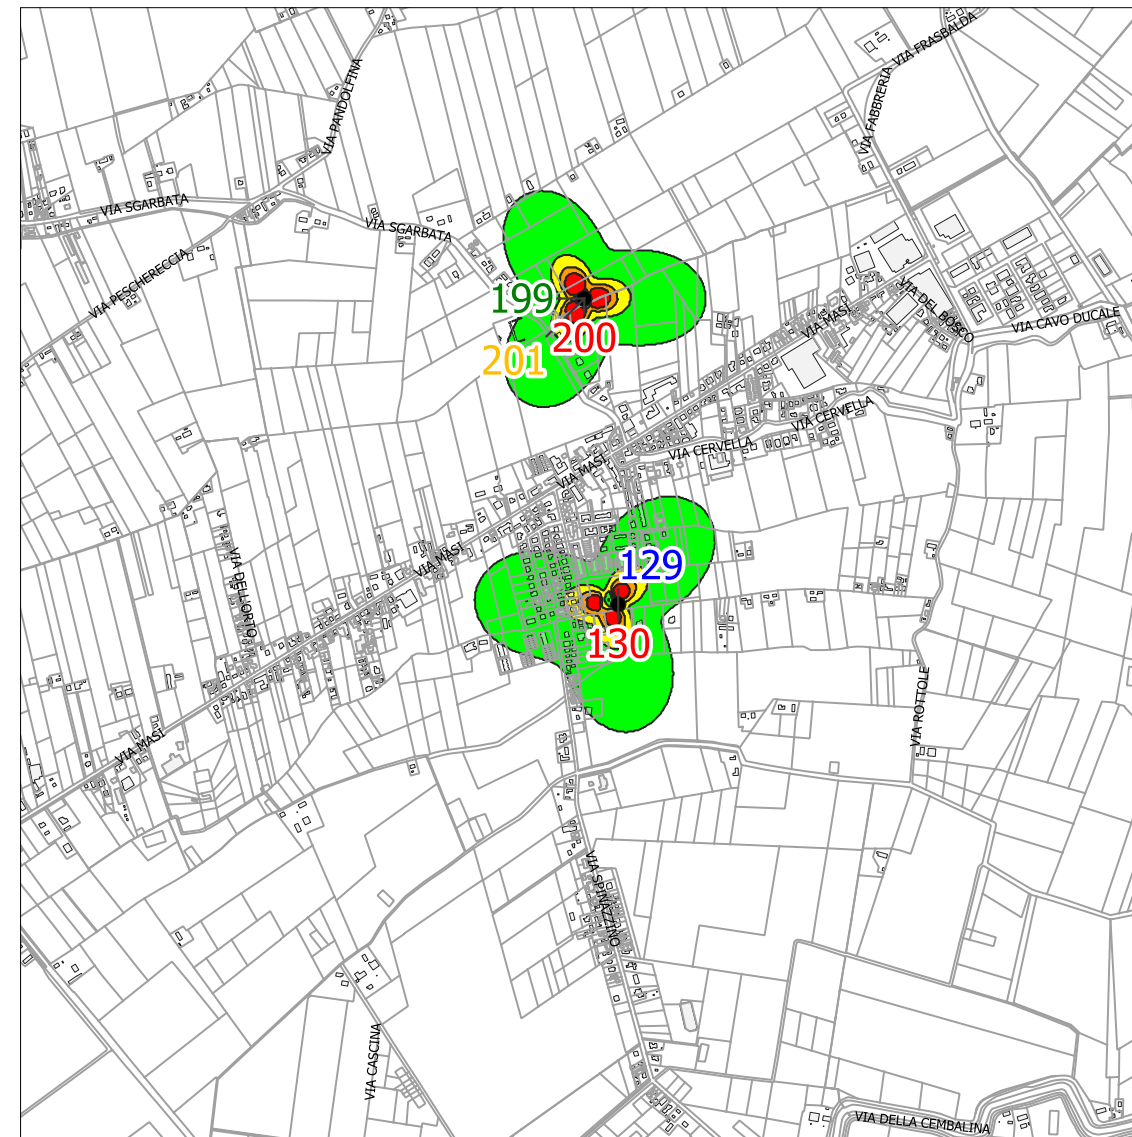 VIA FRASBALDA
VIA PANDOLFINA
VIA FABBRERIA
VIA SGARBATA
VIA SGARBATA
VIA PESCHERECCIA
199
200
201
VIA DEL BOSCO
VIA CAVO DUCALE
VIA MASI
VIA CERVELLA
VIA CERVELLA
VIA MASI
VIA MASI
129
VIA DELL'ORTO
130
VIA ROTTOLE
VIA MASI
VIA SPINAZZINO
VIA CASCINA
VIA DELLA CEMBALINA